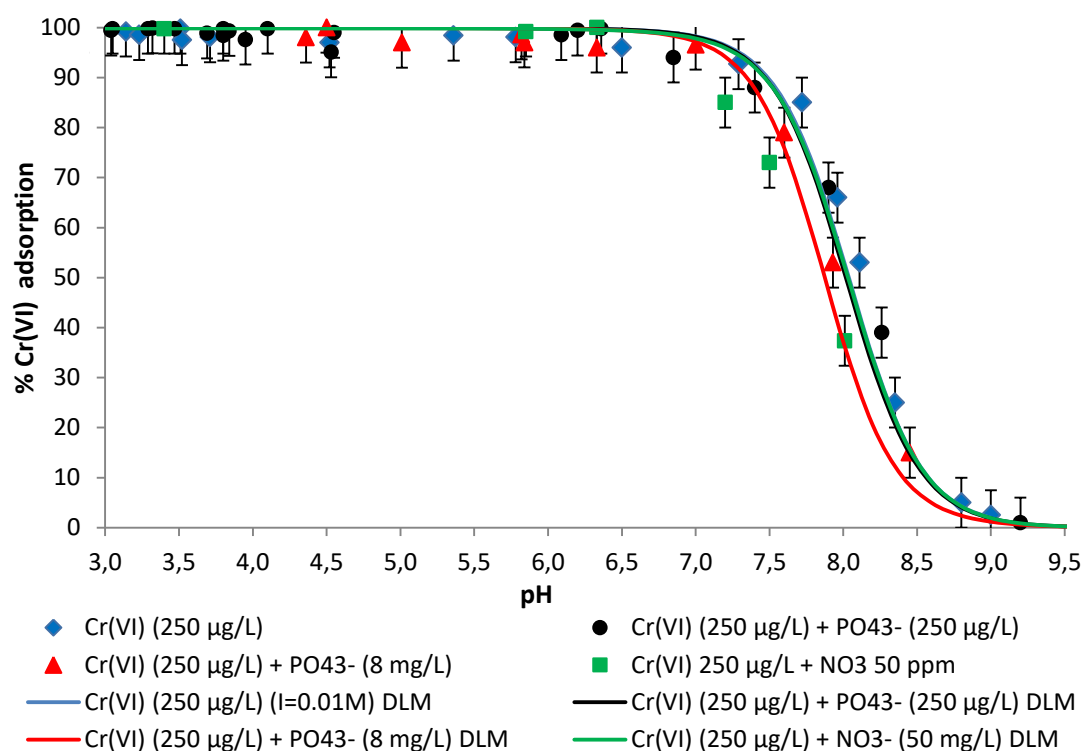 100
90
80
70
60
50
40
30
20
10
0
% Cr(VI) adsorption
3,0 3,5 4,0 4,5 5,0 5,5 6,0 6,5 7,0 7,5 8,0 8,5 9,0 9,5
pH
Cr(VI) (250 µg/L)
Cr(VI) (250 µg/L) + PO43- (250 µg/L)
Cr(VI) (250 µg/L) + PO43- (8 mg/L)
Cr(VI) 250 µg/L + NO3 50 ppm
Cr(VI) (250 µg/L) (I=0.01M) DLM
Cr(VI) (250 µg/L) + PO43- (250 µg/L) DLM
Cr(VI) (250 µg/L) + PO43- (8 mg/L) DLM
Cr(VI) (250 µg/L) + NO3- (50 mg/L) DLM